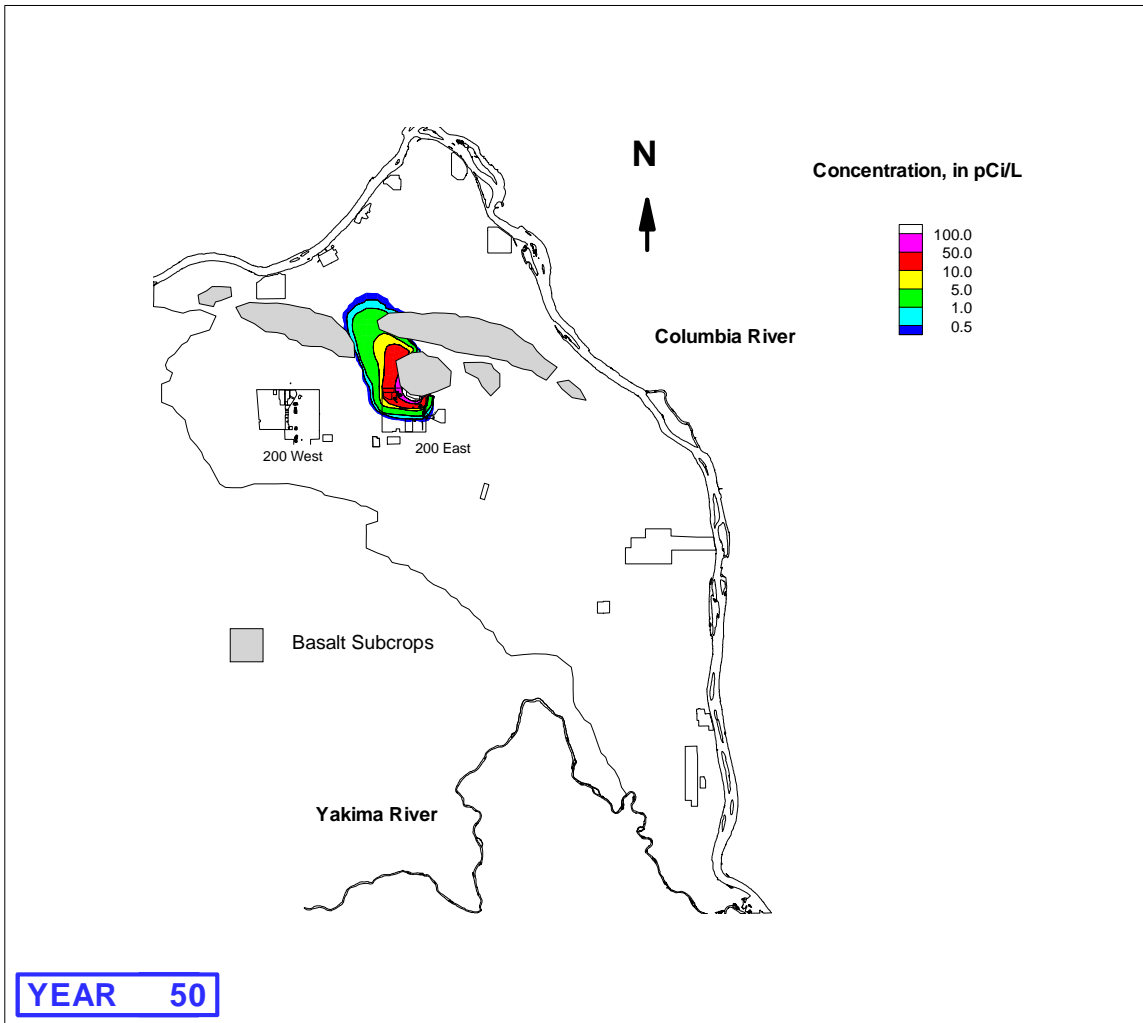 N
Concentration, in pCi/L
100.0
50.0
10.0
5.0
1.0
0.5
Columbia River
200 West
200 East
Basalt Subcrops
Yakima River
YEAR 50